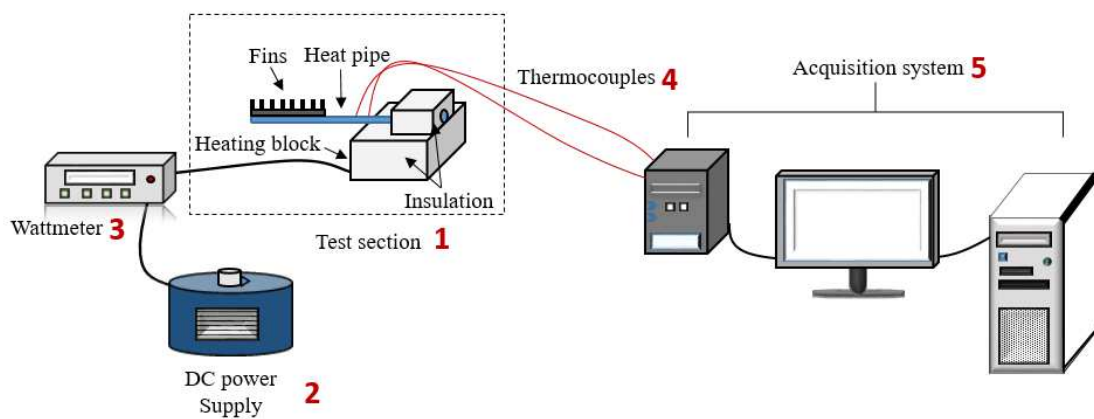 Fins
Heat pipe
Thermocouples 4
Acquisition system 5
Heating block
Insulation
Wattmeter 3
Test section 1
DC power
Supply 2